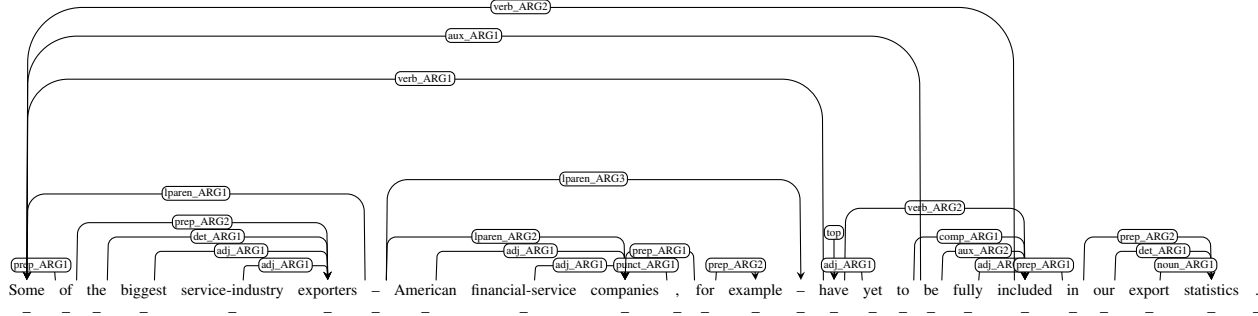 verb_ARG2
aux_ARG1
verb_ARG1
lparen_ARG3
lparen_ARG1
verb_ARG2
prep_ARG2
top
det_ARG1 lparen_ARG2 comp_ARG1 prep_ARG2
adj_ARG1 adj_ARG1 prep_ARG1 aux_ARG2 det_ARG1
prep_ARG1 adj_ARG1 adj_ARG1 punct_ARG1 prep_ARG2 adj_ARG1 adj_AR prep_ARG1 noun_ARG1
Some of the biggest service-industry exporters – American financial-service companies , for example – have yet to be fully included in our export statistics .
_ _ _ _ _ _ _ _ _ _ _ _ _ _ _ _ _ _ _ _ _ _ _ _ _